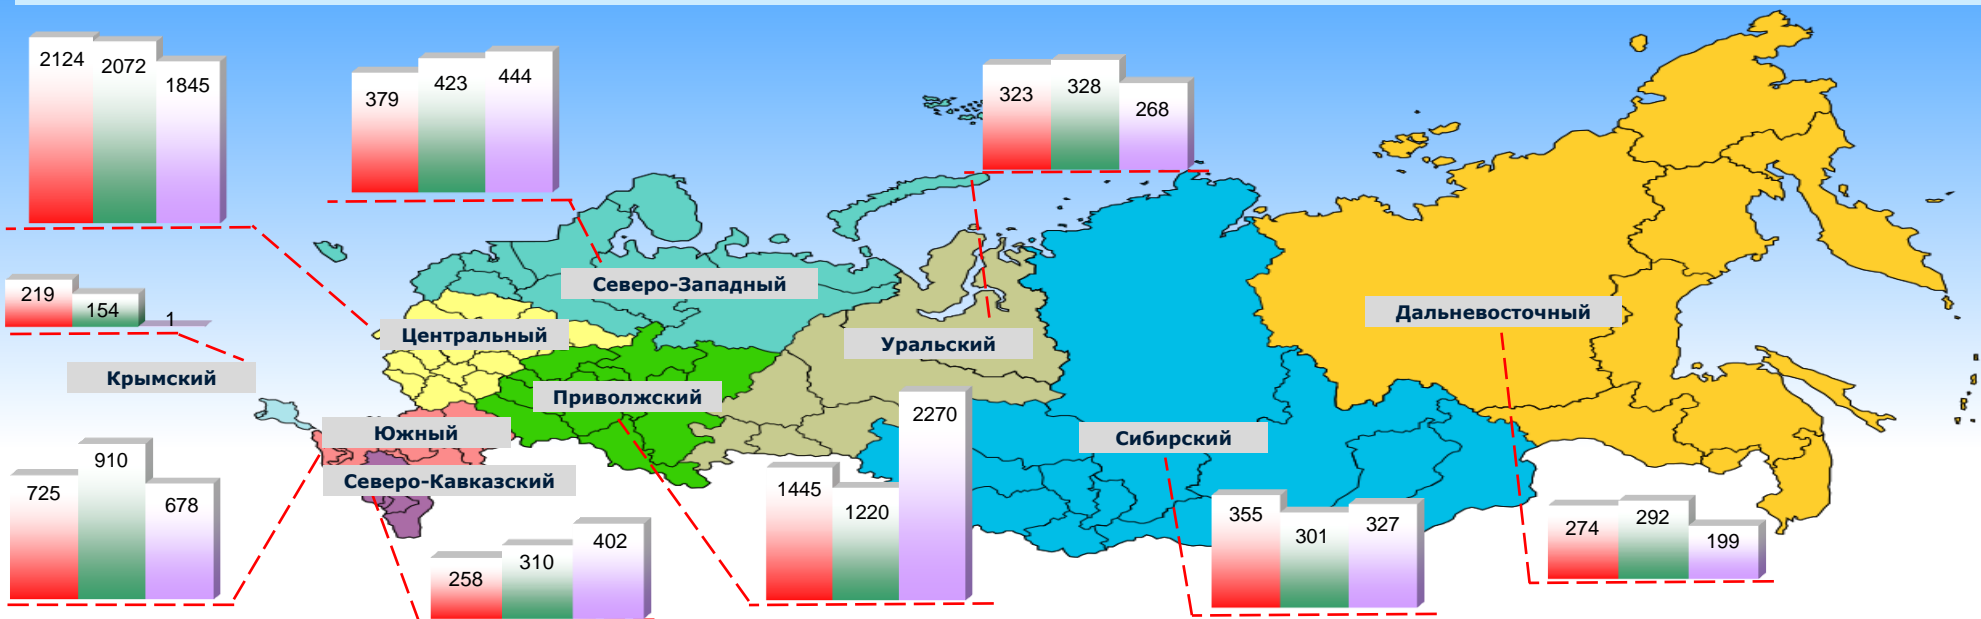 2124 2072 1845
379 423 444
323 328 268
219 154 1
Северо-Западный
Центральный
Уральский
Дальневосточный
Крымский
Приволжский
Южный
Сибирский
Северо-Кавказский
725 910 678
258 310 402
1445 1220 2270
355 301 327
274 292 199